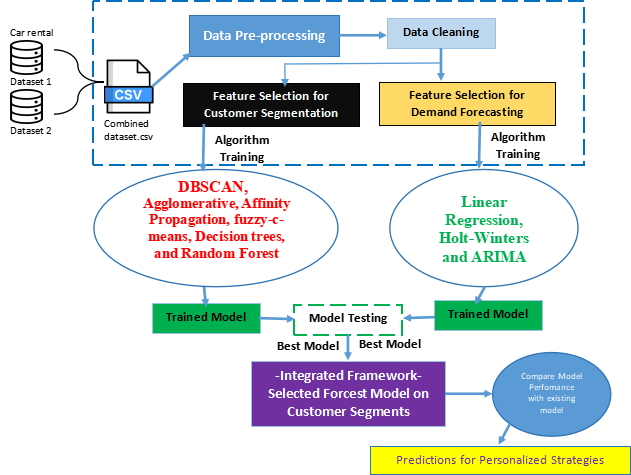 Car rental
Dataset 1
Dataset 2
CSV
Combined
dataset.csv
Data Pre-processing
Data Cleaning
Feature Selection for
Customer Segmentation
Feature Selection for
Demand Forecasting
Algorithm
Training
Algorithm
Training
DBSCAN,
Agglomerative, Affinity
Propagation, fuzzy-c-
means, Decision trees,
and Random Forest
Linear
Regression,
Holt-Winters
and ARIMA
Trained Model
Model Testing
Trained Model
Best Model
Best Model
-Integrated Framework-
Selected Forcest Model on
Customer Segments
Compare Model
Perfomance
with existing
model
Predictions for Personalized Strategies